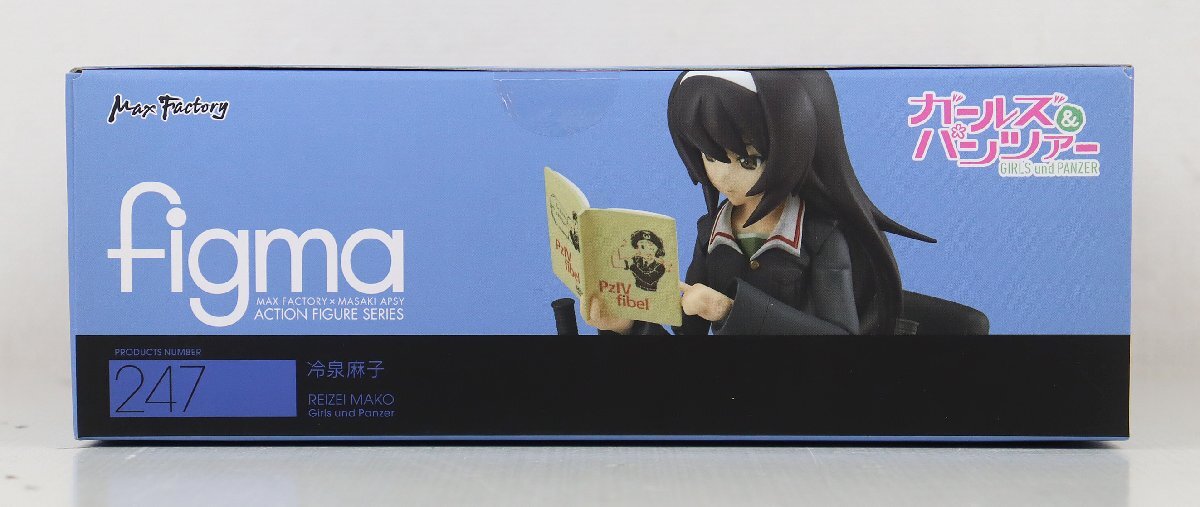 Max Factory
figma
MAX FACTORY × MASAKI APSY
ACTION FIGURE SERIES
PRODUCTS NUMBER
247
冷泉麻子
REIZEI MAKO
Girls und Panzer
PzIV
fibel
PzIV
fibel
ガールズ&
パンツァー
GIRLS und PANZER